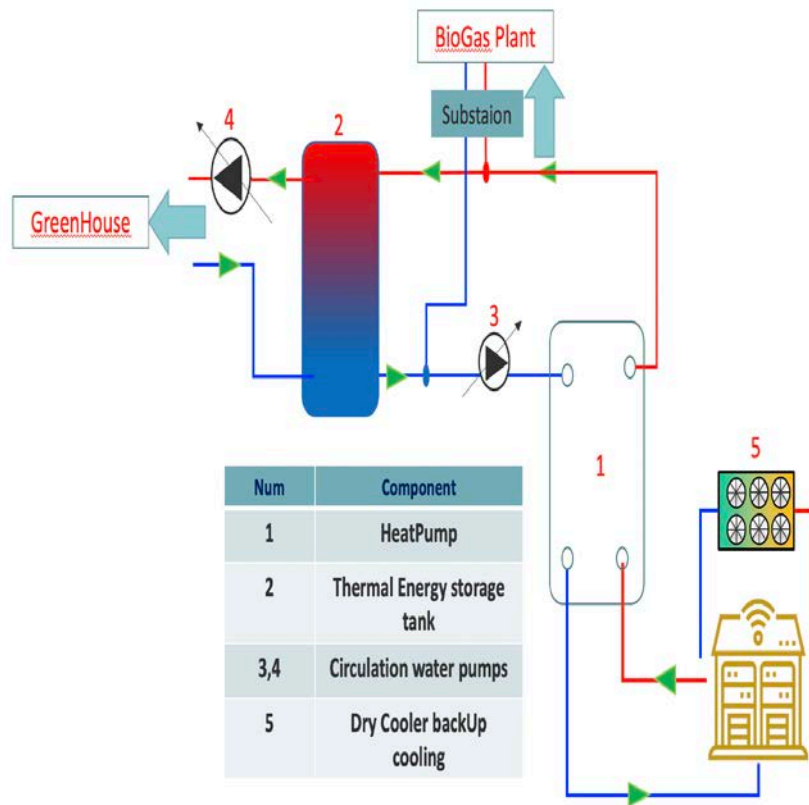 BioGas Plant
Substaion
4
2
GreenHouse
3
1
5
Num Component
1 HeatPump
2 Thermal Energy storage
tank
3,4 Circulation water pumps
5 Dry Cooler backUp
cooling